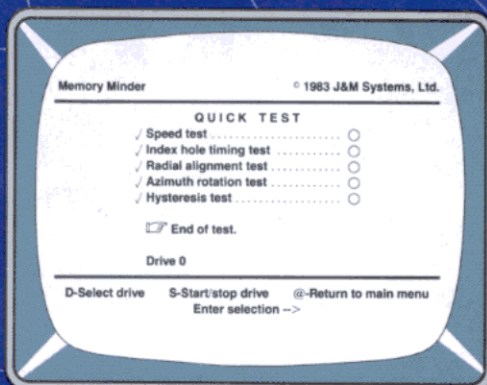 Memory Minder © 1983 J&M Systems, Ltd.
QUICK TEST
✓ Speed test ...................... ○
✓ Index hole timing test ............ ○
✓ Radial alignment test ............. ○
✓ Azimuth rotation test ............. ○
✓ Hysteresis test .................. ○
☞ End of test.
Drive 0
D-Select drive S-Start/stop drive @-Return to main menu
Enter selection -->